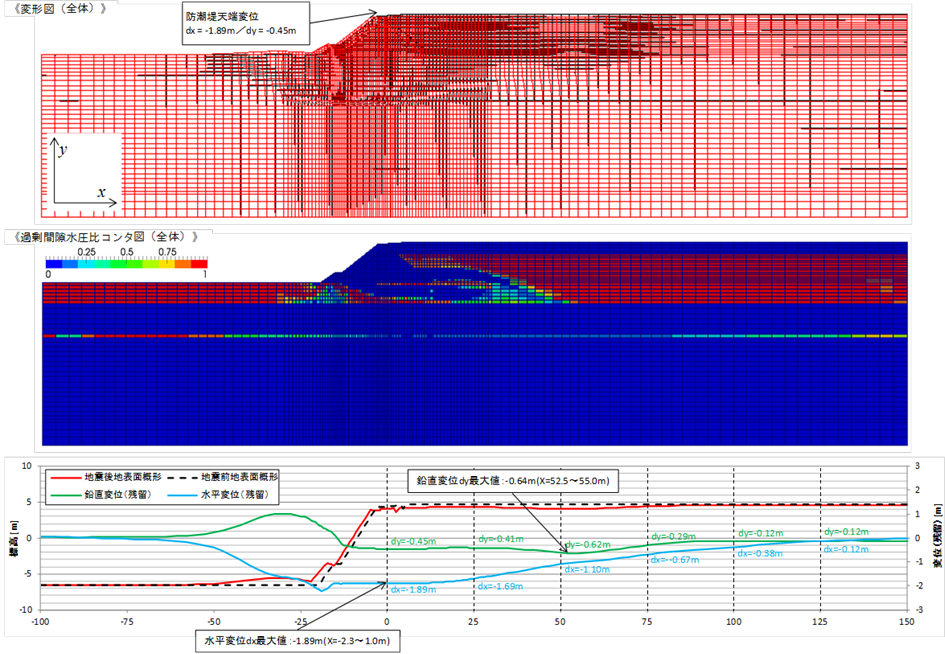 《変形図（全体）》
防潮堤天端変位
dx = -1.89m／dy = -0.45m
y
x
《過剰間隙水圧比コンタ図（全体）》
0.25 0.5 0.75
0 1
10 3
5 2
0 1
-5 0
-10 -1
-2
-3
標高 [m]
変位(残留) [m]
地震後地表面概形 地震前地表面概形
鉛直変位(残留) 水平変位(残留)
鉛直変位dy最大値：-0.64m(X=52.5～55.0m)
dy=-0.45m dy=-0.41m dy=-0.62m dy=-0.29m dy=-0.12m dy=-0.12m
dx=-1.89m dx=-1.69m dx=-1.10m dx=-0.67m dx=-0.38m dx=-0.12m
-100 -75 -50 -25 0 25 50 75 100 125 150
水平変位dx最大値：-1.89m(X=-2.3～1.0m)